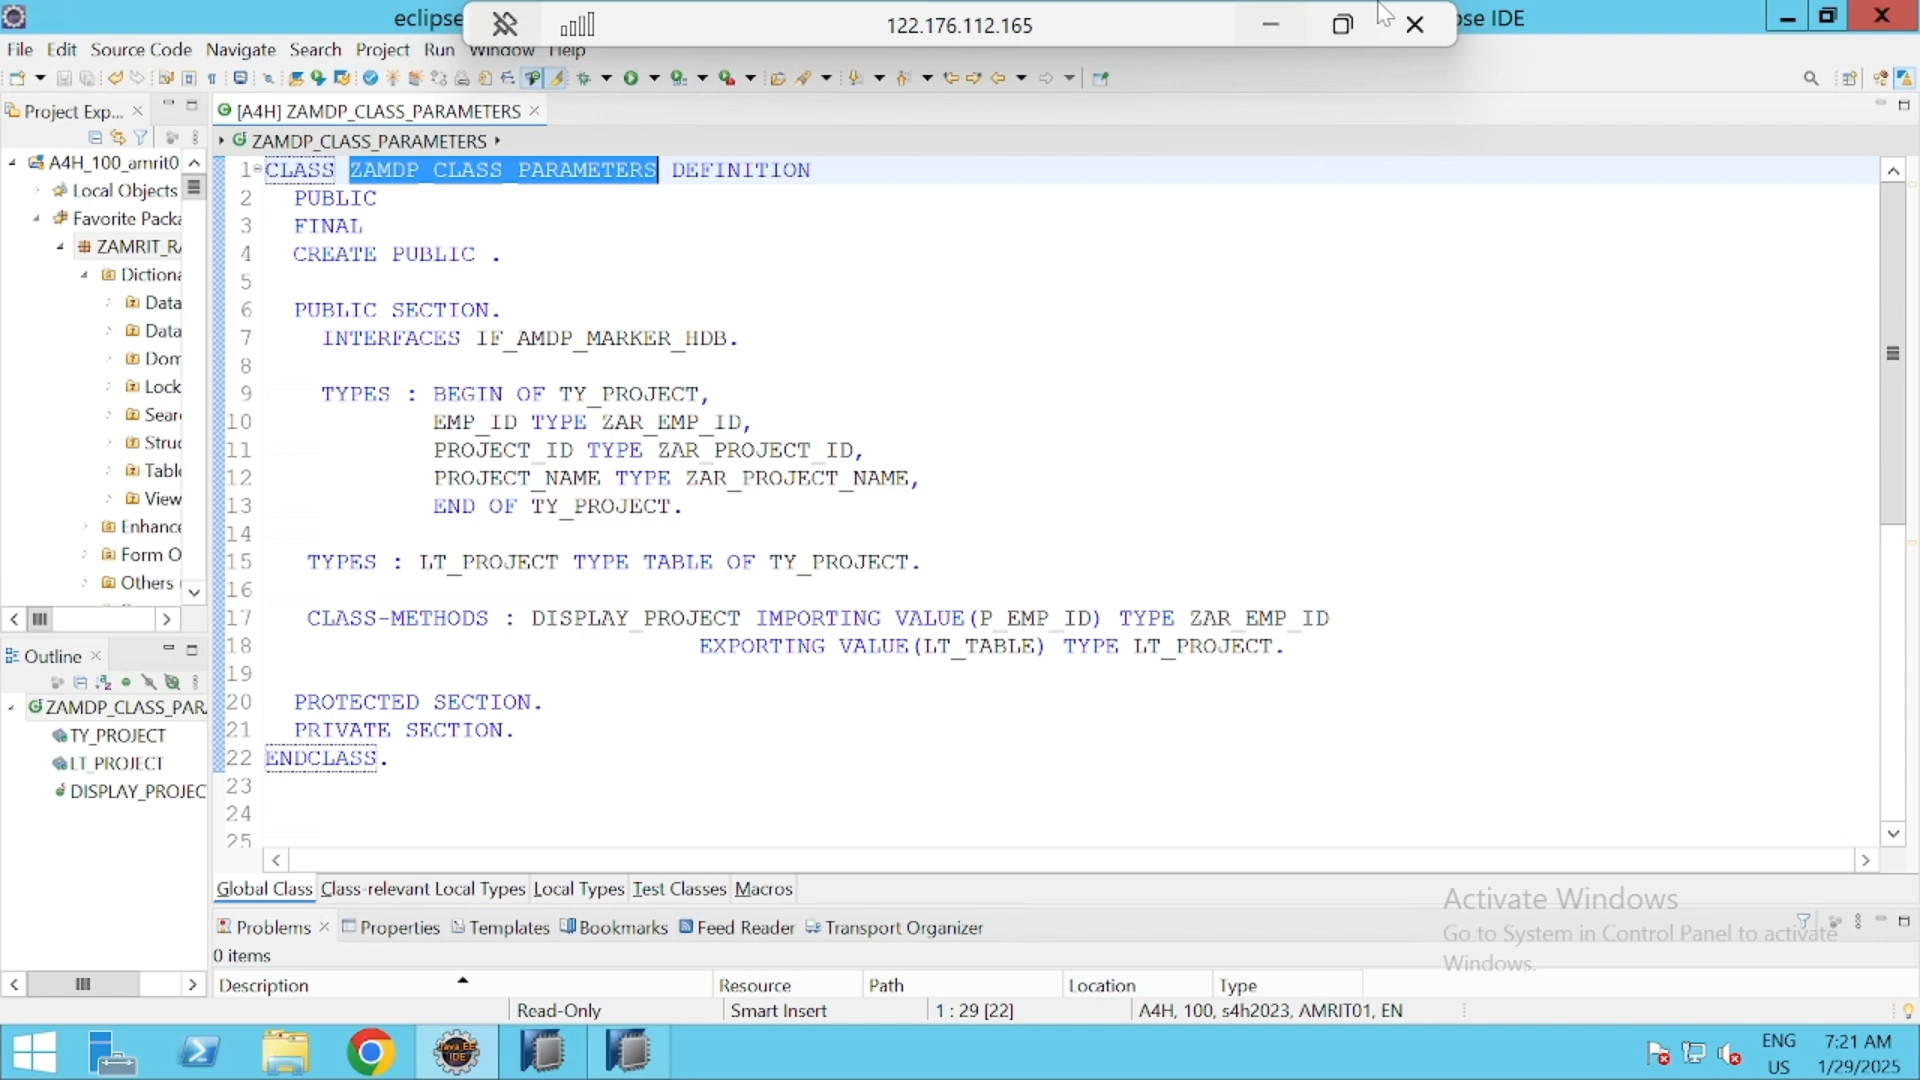 eclipse
122.176.112.165
pse IDE
File Edit Source Code Navigate Search Project Run Window Help
Project Exp...
[A4H] ZAMDP_CLASS_PARAMETERS
ZAMDP_CLASS_PARAMETERS
A4H_100_amrit0
Local Objects
Favorite Packa
ZAMRIT_RA
Dictiona
Data
Data
Dom
Lock
Sear
Struc
Table
View
Enhance
Form O
Others
1 CLASS ZAMDP_CLASS_PARAMETERS DEFINITION
2 PUBLIC
3 FINAL
4 CREATE PUBLIC .
5
6 PUBLIC SECTION.
7 INTERFACES IF_AMDP_MARKER_HDB.
8
9 TYPES : BEGIN OF TY_PROJECT,
10 EMP_ID TYPE ZAR_EMP_ID,
11 PROJECT_ID TYPE ZAR_PROJECT_ID,
12 PROJECT_NAME TYPE ZAR_PROJECT_NAME,
13 END OF TY_PROJECT.
14
15 TYPES : LT_PROJECT TYPE TABLE OF TY_PROJECT.
16
17 CLASS-METHODS : DISPLAY_PROJECT IMPORTING VALUE(P_EMP_ID) TYPE ZAR_EMP_ID
18 EXPORTING VALUE(LT_TABLE) TYPE LT_PROJECT.
19
20 PROTECTED SECTION.
21 PRIVATE SECTION.
22 ENDCLASS.
23
24
25
Outline
ZAMDP_CLASS_PAR
TY_PROJECT
LT_PROJECT
DISPLAY_PROJEC
Global Class Class-relevant Local Types Local Types Test Classes Macros
Problems Properties Templates Bookmarks Feed Reader Transport Organizer
0 items
Description Resource Path Location Type
Read-Only Smart Insert 1 : 29 [22] A4H, 100, s4h2023, AMRIT01, EN
Activate Windows
Go to System in Control Panel to activate
Windows.
Java EE
IDE
ENG
US
7:21 AM
1/29/2025